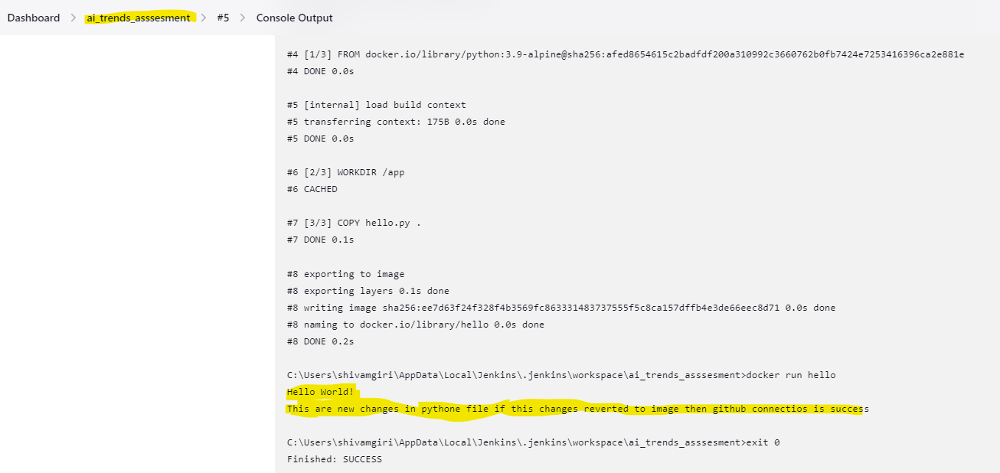 Dashboard > ai_trends_asssesment > #5 > Console Output
#4 [1/3] FROM docker.io/library/python:3.9-alpine@sha256:afed8654615c2badfdf200a310992c3660762b0fb7424e7253416396ca2e881e
#4 DONE 0.0s
#5 [internal] load build context
#5 transferring context: 175B 0.0s done
#5 DONE 0.0s
#6 [2/3] WORKDIR /app
#6 CACHED
#7 [3/3] COPY hello.py .
#7 DONE 0.1s
#8 exporting to image
#8 exporting layers 0.1s done
#8 writing image sha256:ee7d63f24f328f4b3569fc863331483737555f5c8ca157dffb4e3de66eec8d71 0.0s done
#8 naming to docker.io/library/hello 0.0s done
#8 DONE 0.2s
C:\Users\shivamgiri\AppData\Local\Jenkins\.jenkins\workspace\ai_trends_asssesment>docker run hello
Hello World!
This are new changes in pythone file if this changes reverted to image then github connectios is success
C:\Users\shivamgiri\AppData\Local\Jenkins\.jenkins\workspace\ai_trends_asssesment>exit 0
Finished: SUCCESS